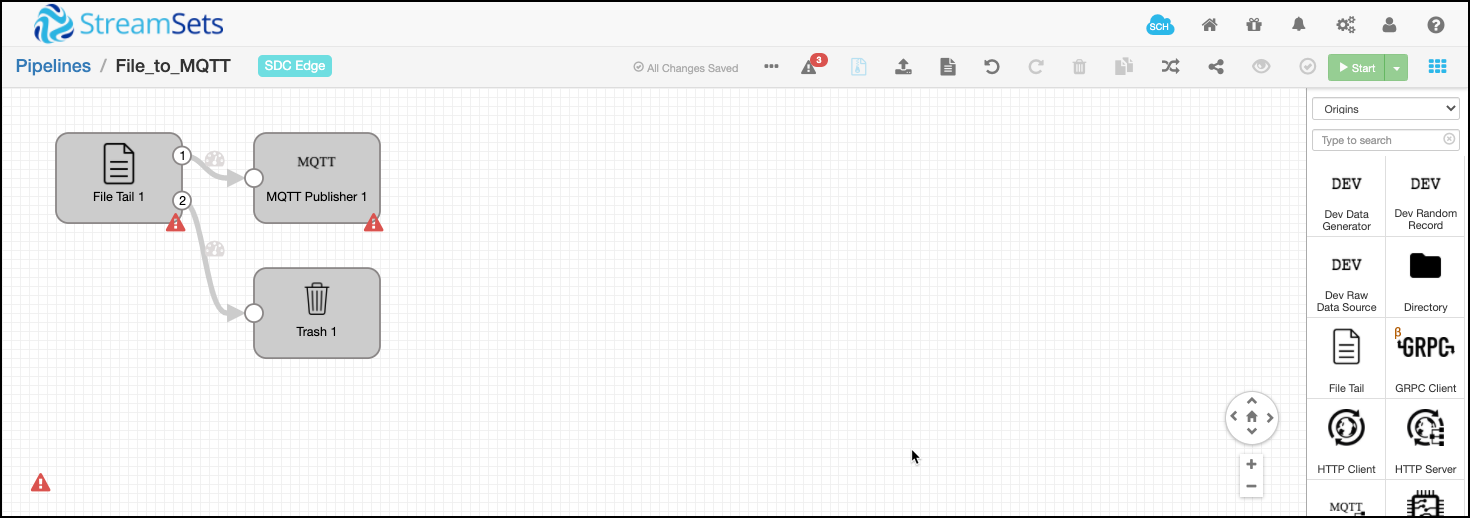 StreamSets
SCH
Pipelines / File_to_MQTT SDC Edge
All Changes Saved ••• 3 Start
Origins
Type to search
1
2
File Tail 1
MQTT
MQTT Publisher 1
Trash 1
DEV
Dev Data
Generator
DEV
Dev Random
Record
DEV
Dev Raw
Data Source
Directory
File Tail
β
GRPC
GRPC Client
HTTP Client
HTTP Server
MQTT